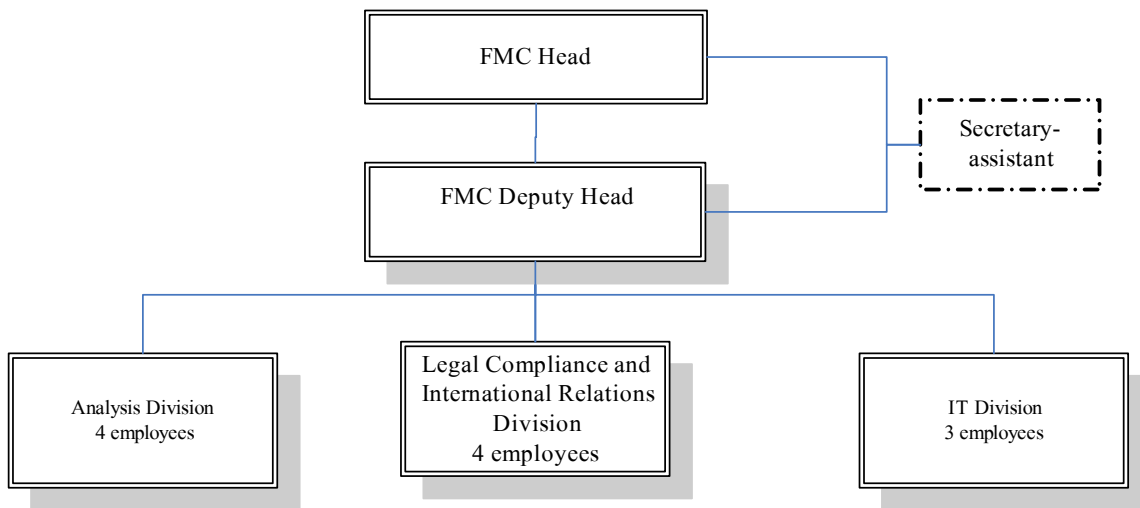 FMC Head
Secretary-
assistant
FMC Deputy Head
Analysis Division
4 employees
Legal Compliance and
International Relations
Division
4 employees
IT Division
3 employees